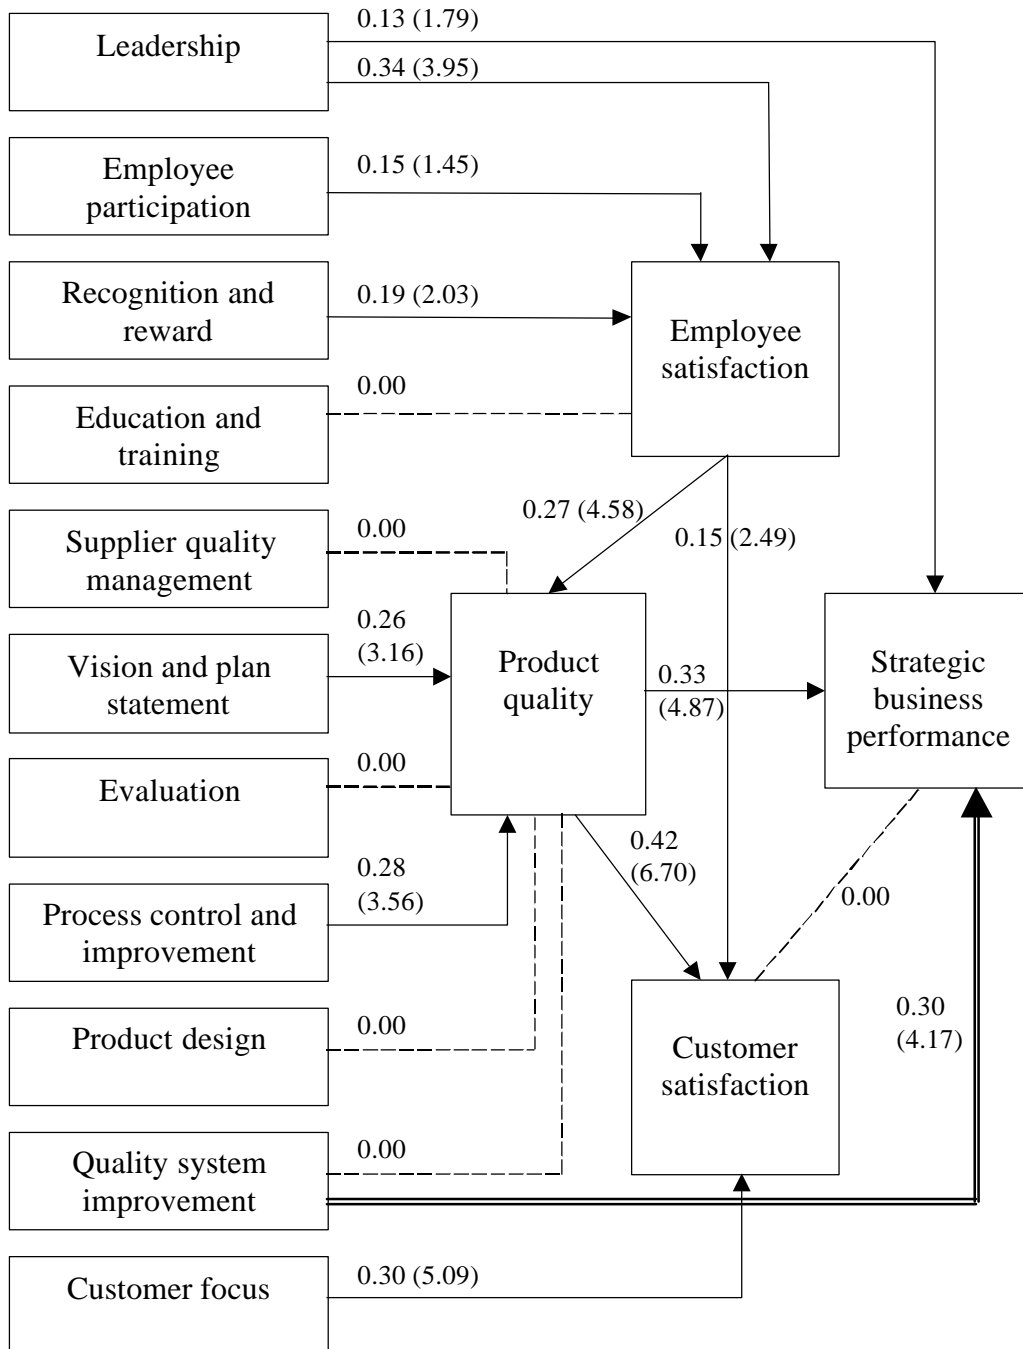 0.13 (1.79)
Leadership
0.34 (3.95)
Employee
participation
0.15 (1.45)
Recognition and
reward
0.19 (2.03)
Employee
satisfaction
Education and
training
0.00
0.27 (4.58)
0.15 (2.49)
Supplier quality
management
0.00
Vision and plan
statement
0.26
(3.16)
Product
quality
0.33
(4.87)
Strategic
business
performance
Evaluation
0.00
0.42
(6.70)
0.00
Process control and
improvement
0.28
(3.56)
Product design
0.00
Customer
satisfaction
0.30
(4.17)
Quality system
improvement
0.00
Customer focus
0.30 (5.09)